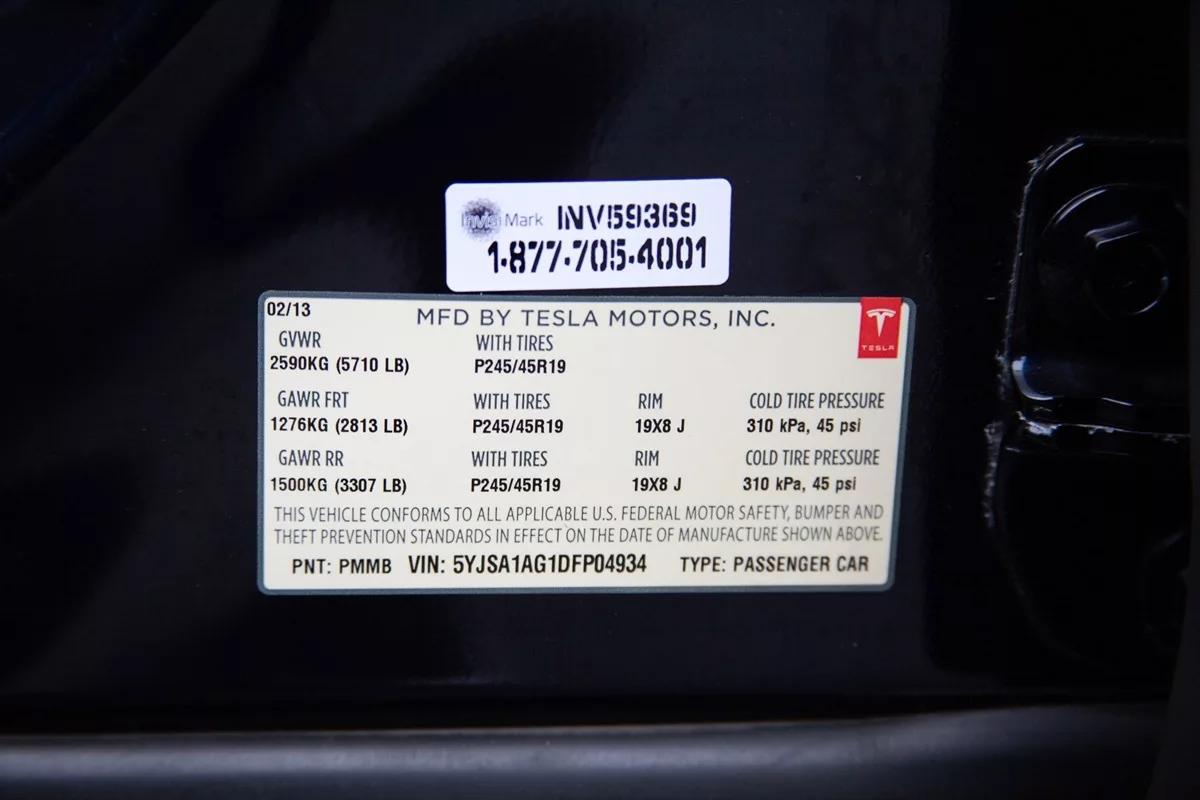 InVis Mark INV59369
1-877-705-4001
02/13
MFD BY TESLA MOTORS, INC.
TESLA
GVWR WITH TIRES
2590KG (5710 LB) P245/45R19
GAWR FRT WITH TIRES RIM COLD TIRE PRESSURE
1276KG (2813 LB) P245/45R19 19X8 J 310 kPa, 45 psi
GAWR RR WITH TIRES RIM COLD TIRE PRESSURE
1500KG (3307 LB) P245/45R19 19X8 J 310 kPa, 45 psi
THIS VEHICLE CONFORMS TO ALL APPLICABLE U.S. FEDERAL MOTOR SAFETY, BUMPER AND
THEFT PREVENTION STANDARDS IN EFFECT ON THE DATE OF MANUFACTURE SHOWN ABOVE.
PNT: PMMB VIN: 5YJSA1AG1DFP04934 TYPE: PASSENGER CAR